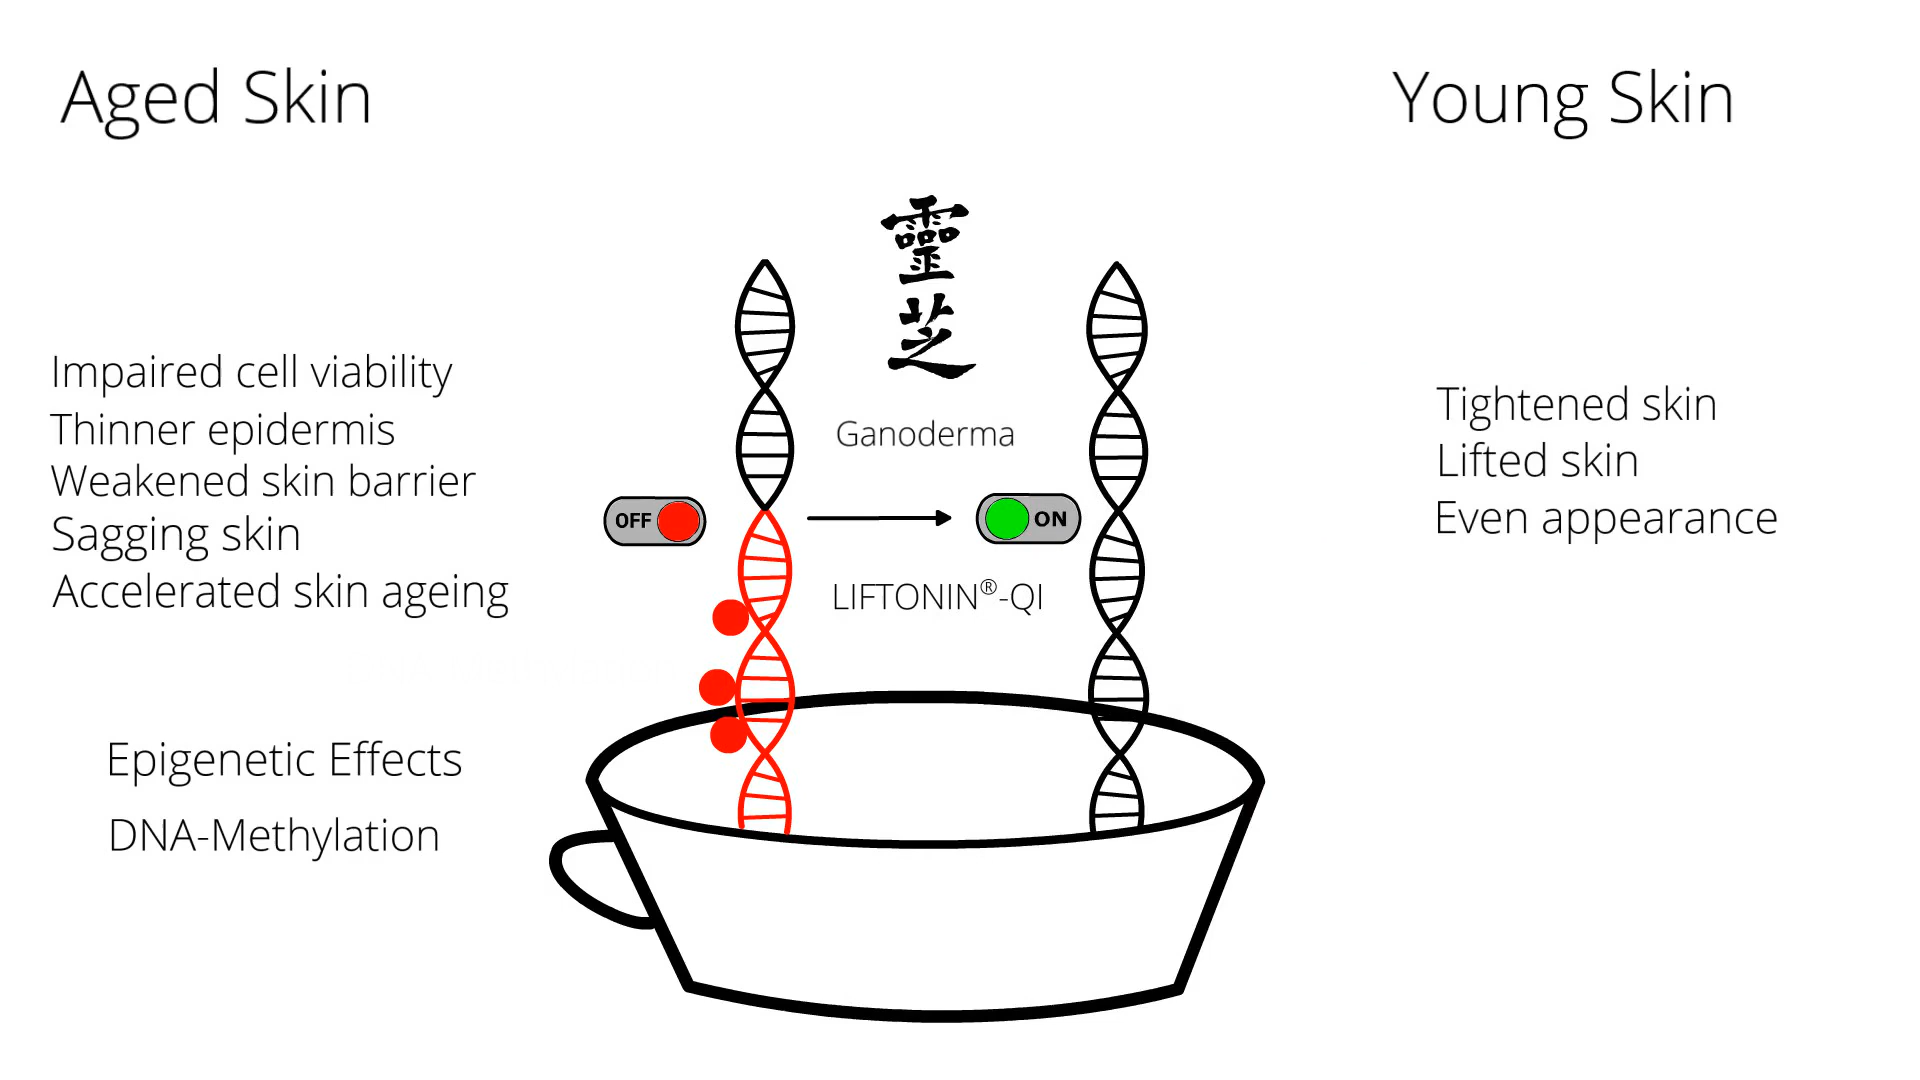 Aged Skin
Young Skin
靈芝
Impaired cell viability
Thinner epidermis
Weakened skin barrier
Sagging skin
Accelerated skin ageing
Ganoderma
OFF
ON
LIFTONIN®-QI
Tightened skin
Lifted skin
Even appearance
Epigenetic Effects
DNA-Methylation